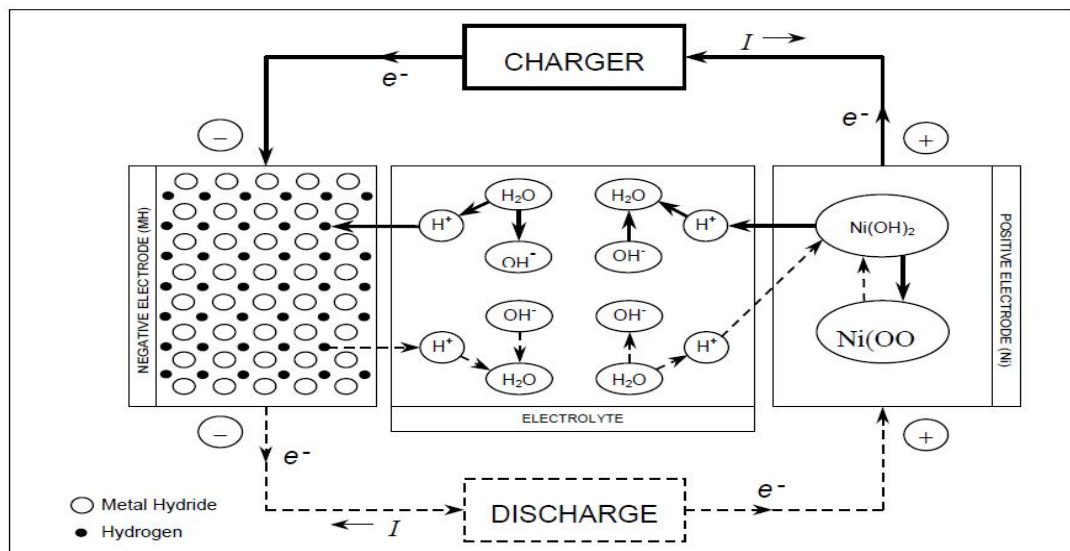 CHARGER
I
e-
e-
−
+
NEGATIVE ELECTRODE (MH)
H₂O
H⁺
OH⁻
H₂O
H⁺
OH⁻
Ni(OH)₂
Ni(OO
POSITIVE ELECTRODE (Ni)
OH⁻
H⁺
H₂O
OH⁻
H⁺
H₂O
ELECTROLYTE
−
+
e-
e-
DISCHARGE
I
Metal Hydride
Hydrogen